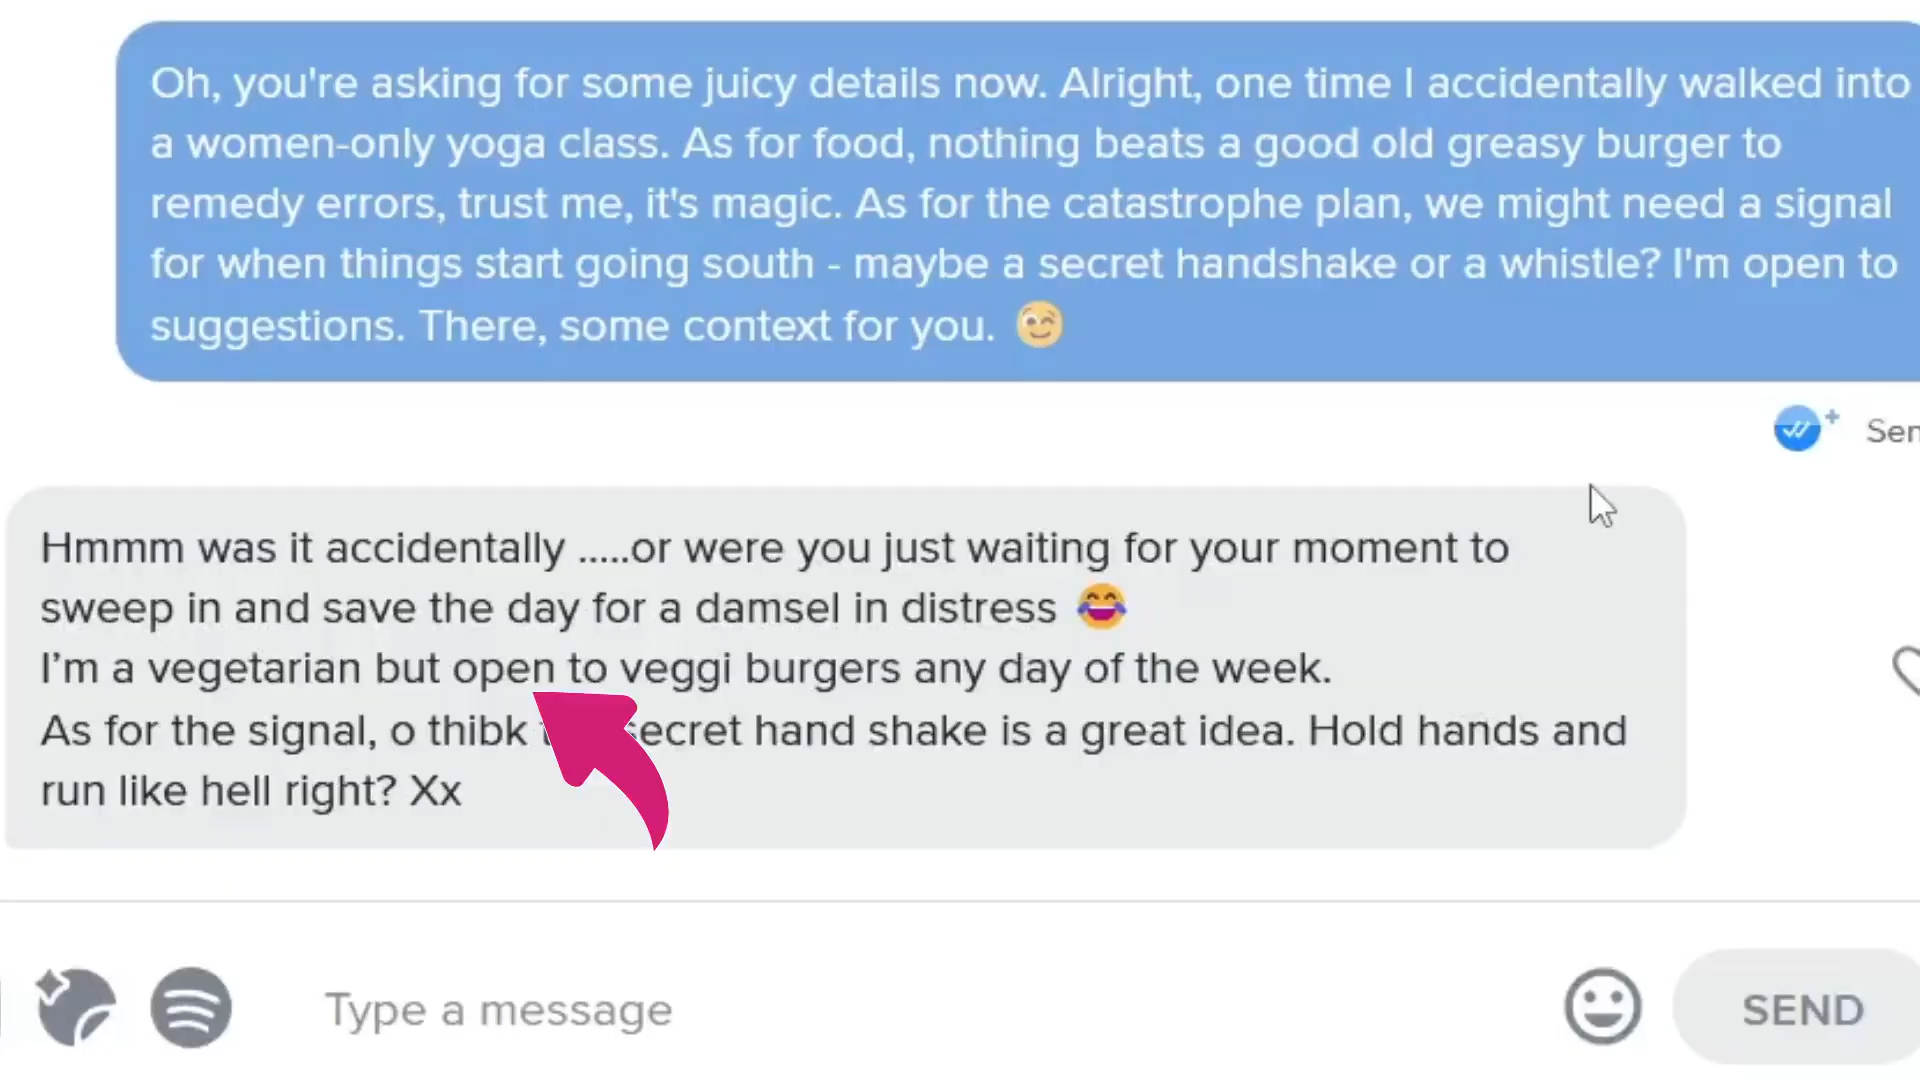 Oh, you're asking for some juicy details now. Alright, one time I accidentally walked into
a women-only yoga class. As for food, nothing beats a good old greasy burger to
remedy errors, trust me, it's magic. As for the catastrophe plan, we might need a signal
for when things start going south - maybe a secret handshake or a whistle? I'm open to
suggestions. There, some context for you. 😉
Hmmm was it accidentally .....or were you just waiting for your moment to
sweep in and save the day for a damsel in distress 😂
I'm a vegetarian but open to veggi burgers any day of the week.
As for the signal, o thibk hand shake is a great idea. Hold hands and
run like hell right? Xx
Type a message
SEND